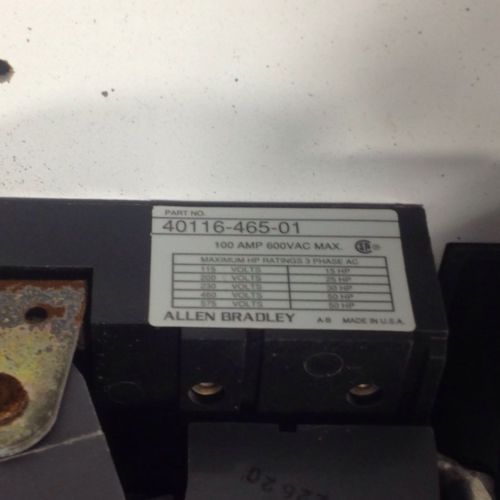 PART NO.
40116-465-01
100 AMP 600VAC MAX. SA ®
MAXIMUM HP RATINGS 3 PHASE AC
115 VOLTS 15 HP
200 VOLTS 25 HP
230 VOLTS 30 HP
460 VOLTS 50 HP
575 VOLTS 50 HP
ALLEN BRADLEY A-B MADE IN U.S.A.